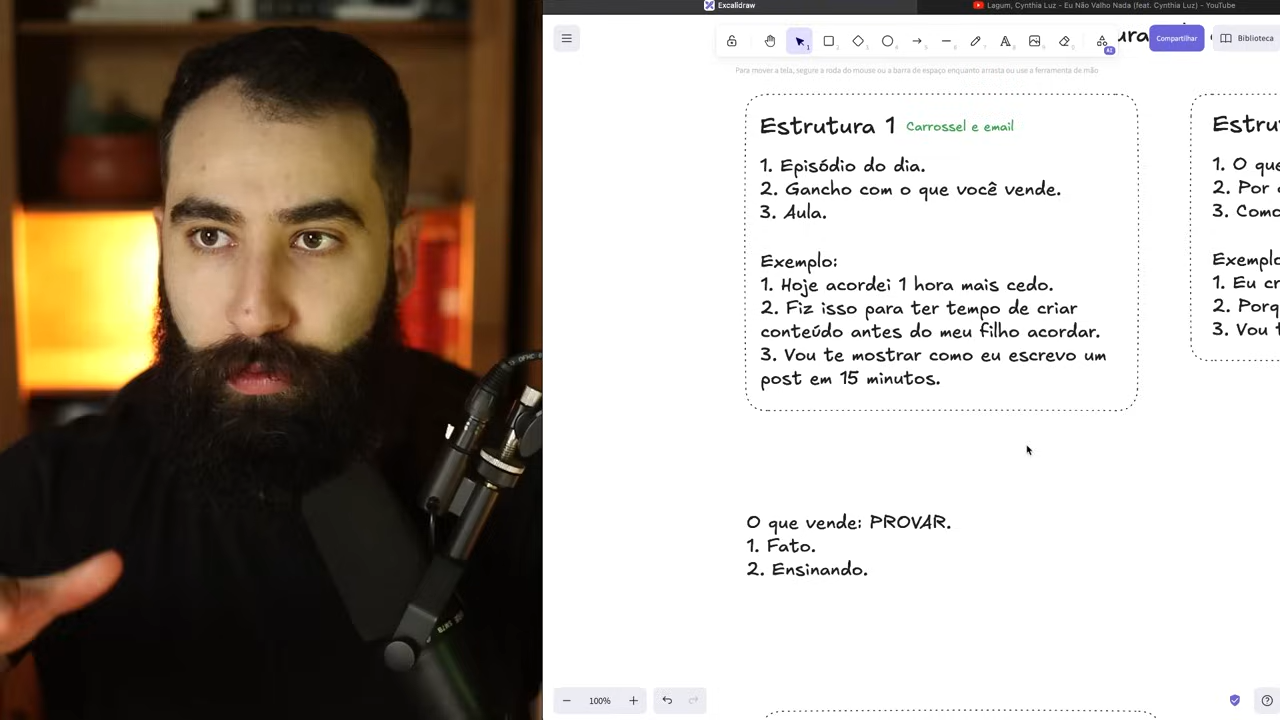 Excalidraw
Lagum, Cynthia Luz - Eu Não Valho Nada (feat. Cynthia Luz) - YouTube
Compartilhar
Biblioteca
Para mover a tela, segure a roda do mouse ou a barra de espaço enquanto arrasta ou use a ferramenta de mão
Estrutura 1 Carrossel e email
1. Episódio do dia.
2. Gancho com o que você vende.
3. Aula.
Exemplo:
1. Hoje acordei 1 hora mais cedo.
2. Fiz isso para ter tempo de criar
conteúdo antes do meu filho acordar.
3. Vou te mostrar como eu escrevo um
post em 15 minutos.
Estru
1. O que
2. Por
3. Como
Exemplo
1. Eu cr
2. Porq
3. Vou t
O que vende: PROVAR.
1. Fato.
2. Ensinando.
100%